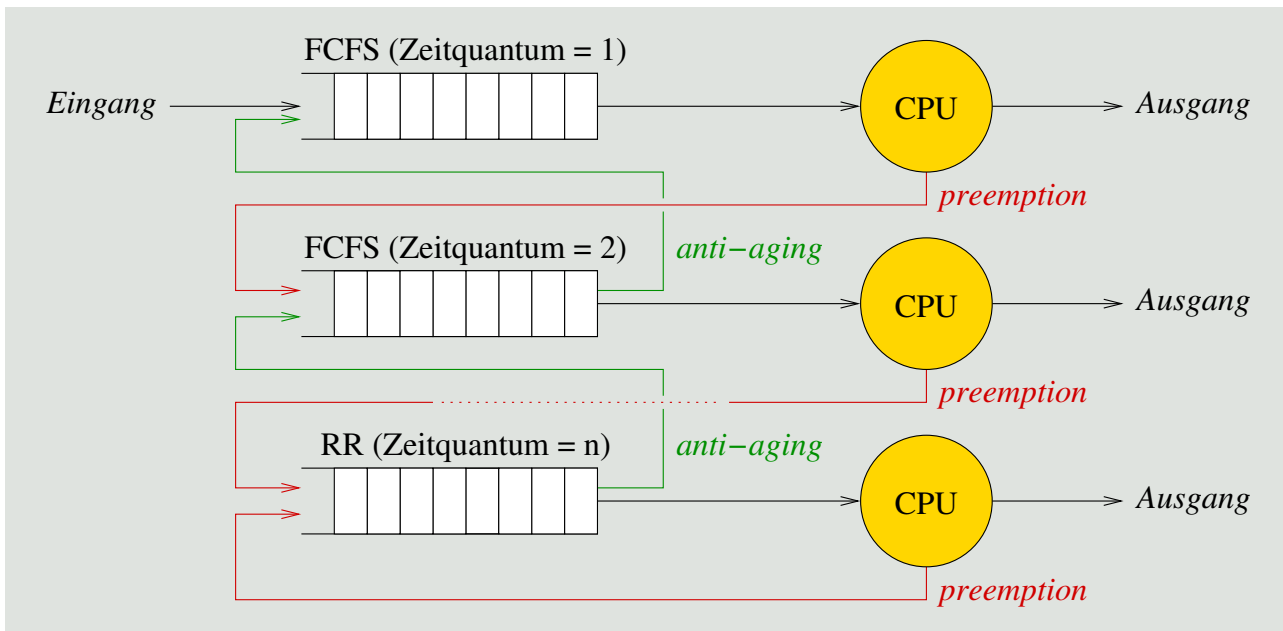 FCFS (Zeitquantum = 1)
Eingang
CPU
Ausgang
preemption
FCFS (Zeitquantum = 2)
anti−aging
CPU
Ausgang
preemption
RR (Zeitquantum = n)
anti−aging
CPU
Ausgang
preemption